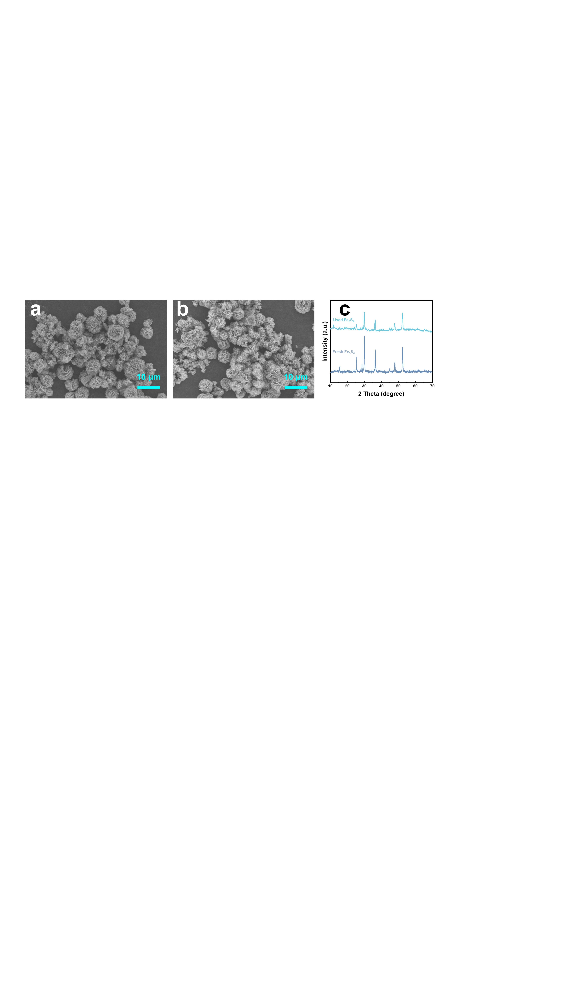 a
b
c
10 μm
10 μm
Used Fe₃S₄
Fresh Fe₃S₄
Intensity (a.u.)
10 20 30 40 50 60 70
2 Theta (degree)